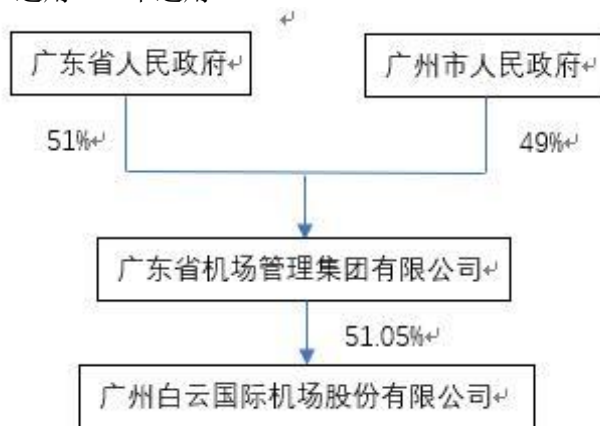 广东省人民政府
广州市人民政府
51%
49%
广东省机场管理集团有限公司
51.05%
广州白云国际机场股份有限公司